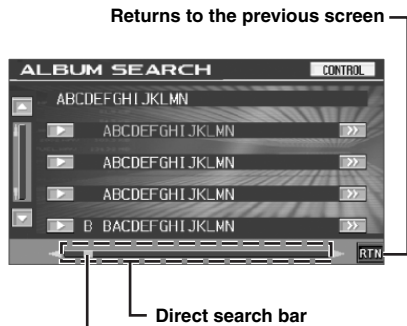 Returns to the previous screen
ALBUM SEARCH CONTROL
ABCDEFGHIJKLMN
ABCDEFGHIJKLMN
ABCDEFGHIJKLMN
ABCDEFGHIJKLMN
B BACDEFGHIJKLMN
RTN
Direct search bar